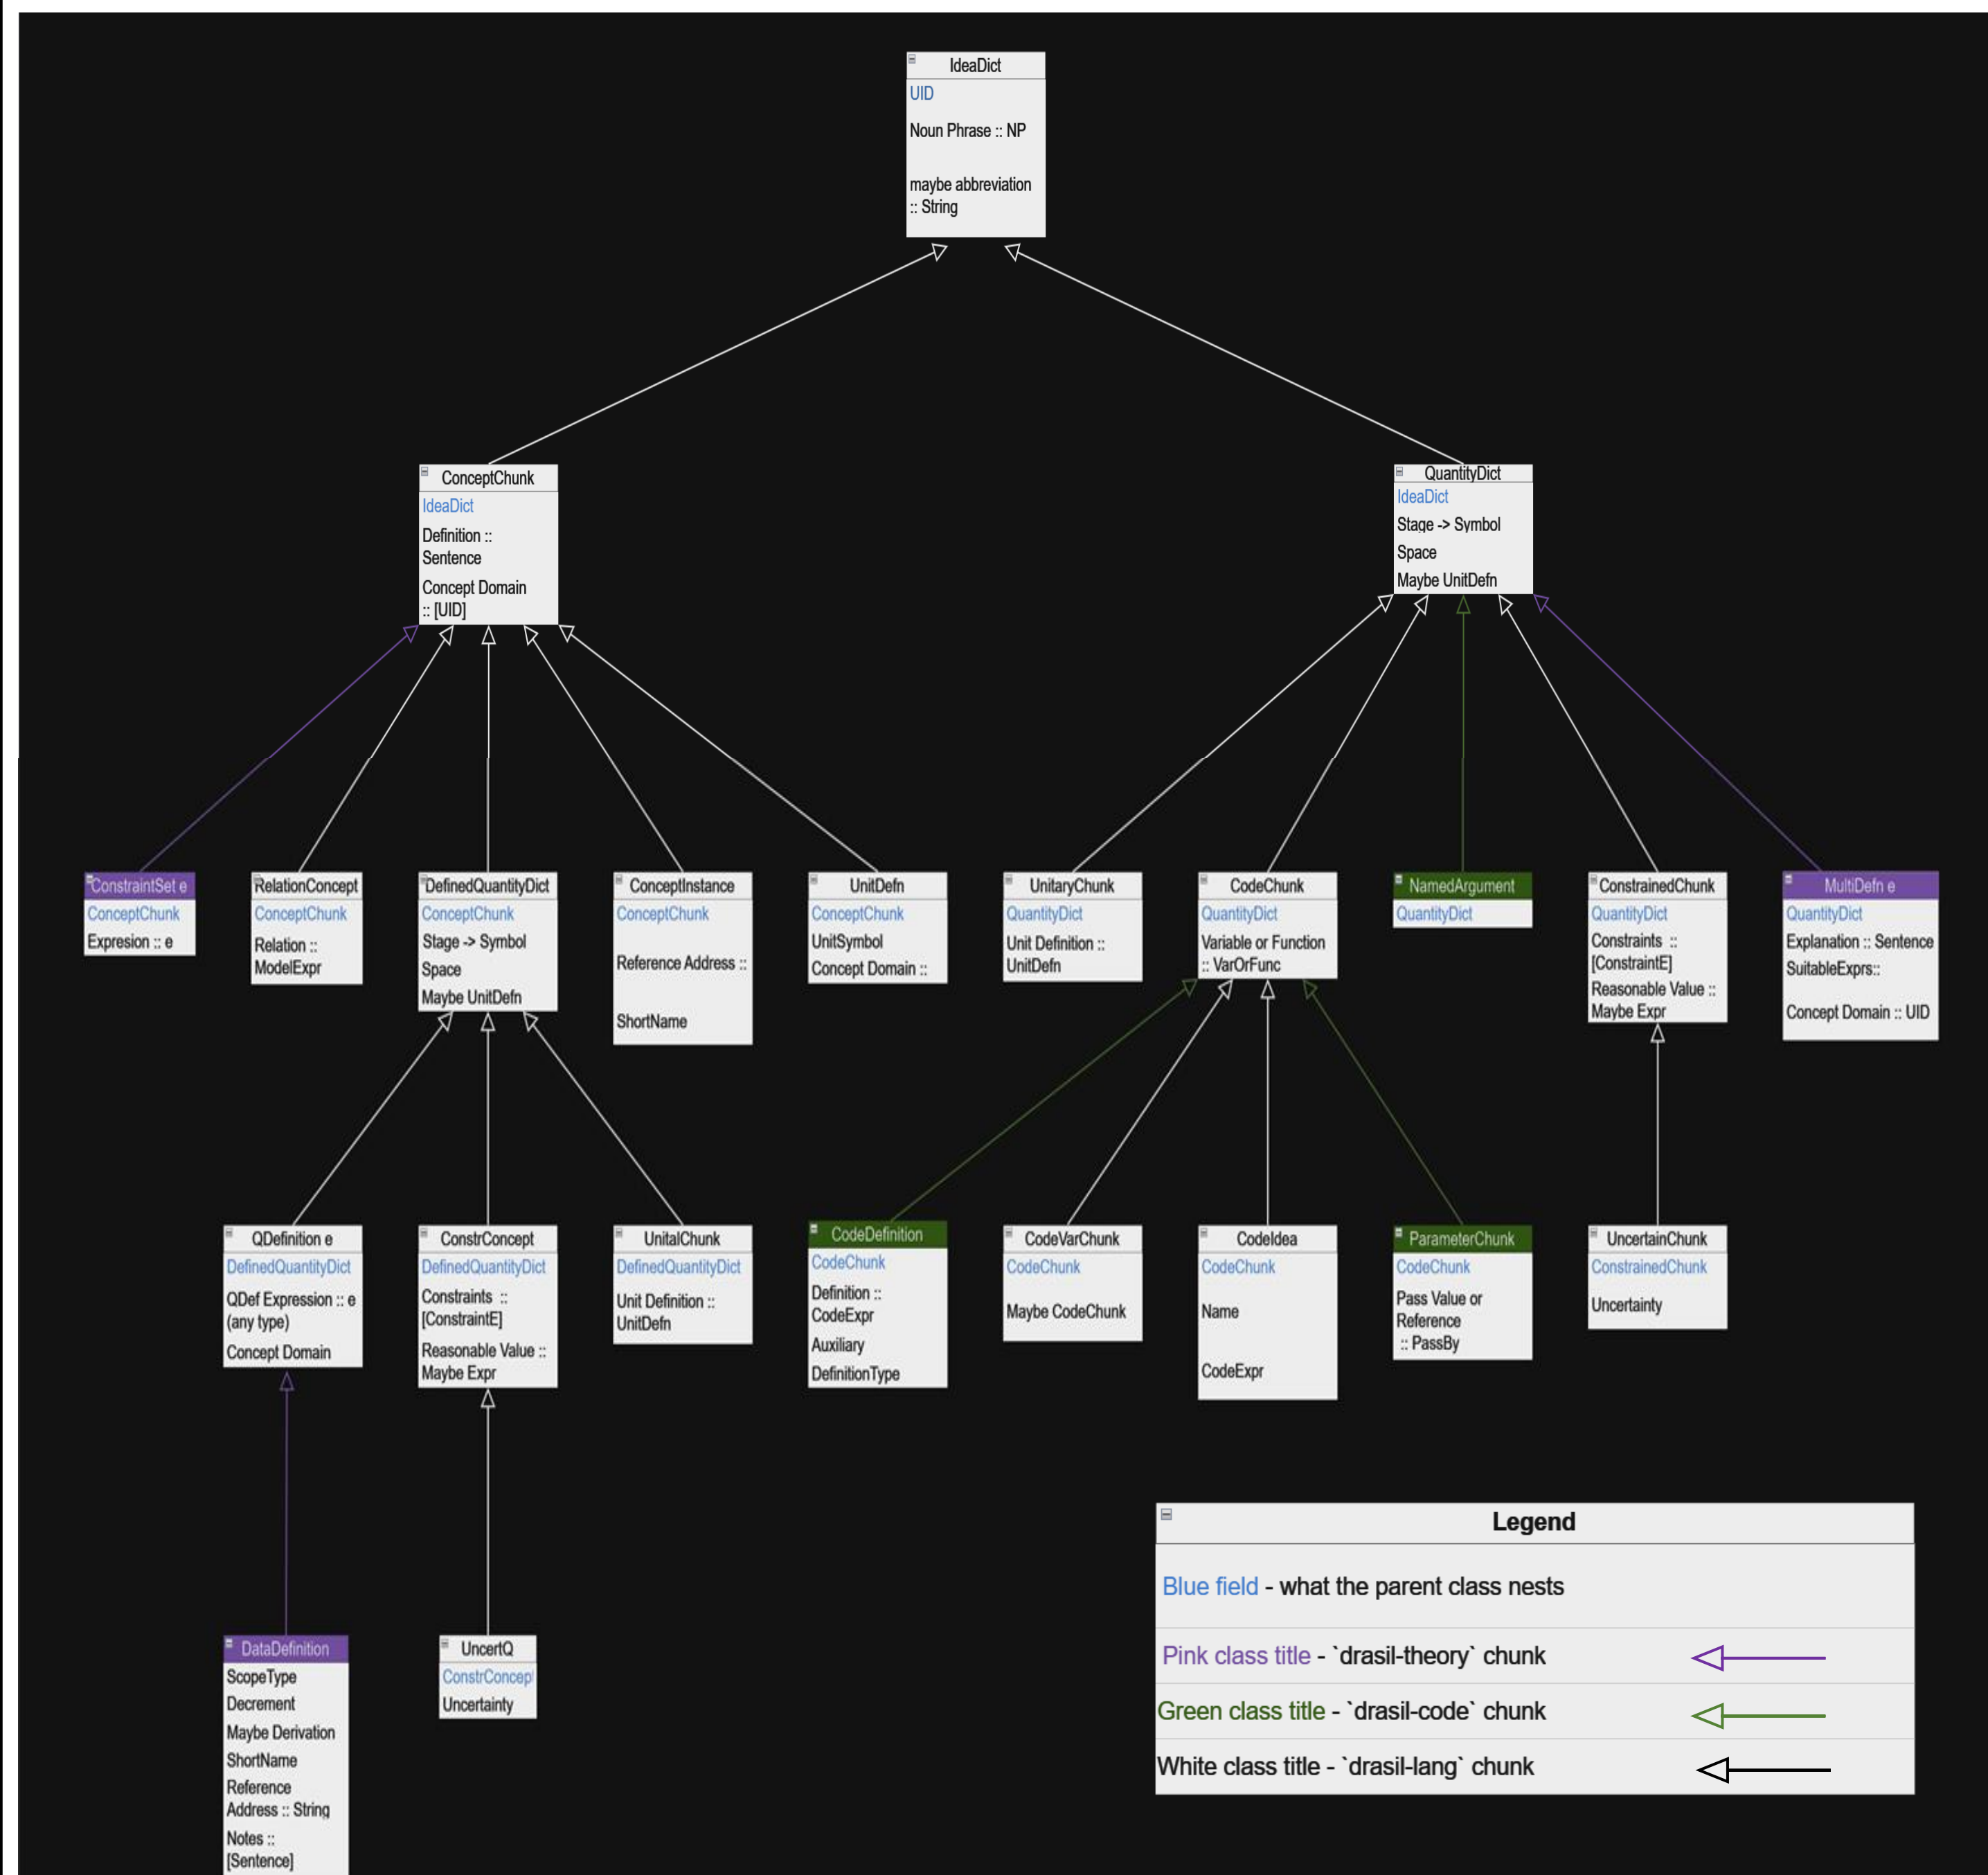 IdeaDict
UID
Noun Phrase :: NP
maybe abbreviation
:: String
ConceptChunk
IdeaDict
Definition ::
Sentence
Concept Domain
:: [UID]
QuantityDict
IdeaDict
Stage -> Symbol
Space
Maybe UnitDefn
ConstraintSet e
ConceptChunk
Expresion :: e
RelationConcept
ConceptChunk
Relation ::
ModelExpr
DefinedQuantityDict
ConceptChunk
Stage -> Symbol
Space
Maybe UnitDefn
ConceptInstance
ConceptChunk
Reference Address ::
ShortName
UnitDefn
ConceptChunk
UnitSymbol
Concept Domain ::
UnitaryChunk
QuantityDict
Unit Definition ::
UnitDefn
CodeChunk
QuantityDict
Variable or Function
:: VarOrFunc
NamedArgument
QuantityDict
ConstrainedChunk
QuantityDict
Constraints ::
[ConstraintE]
Reasonable Value ::
Maybe Expr
MultiDefn e
QuantityDict
Explanation :: Sentence
SuitableExprs::
Concept Domain :: UID
QDefinition e
DefinedQuantityDict
QDef Expression :: e
(any type)
Concept Domain
ConstrConcept
DefinedQuantityDict
Constraints ::
[ConstraintE]
Reasonable Value ::
Maybe Expr
UnitalChunk
DefinedQuantityDict
Unit Definition ::
UnitDefn
CodeDefinition
CodeChunk
Definition ::
CodeExpr
Auxiliary
DefinitionType
CodeVarChunk
CodeChunk
Maybe CodeChunk
CodeIdea
CodeChunk
Name
CodeExpr
ParameterChunk
CodeChunk
Pass Value or
Reference
:: PassBy
UncertainChunk
ConstrainedChunk
Uncertainty
DataDefinition
ScopeType
Decrement
Maybe Derivation
ShortName
Reference
Address :: String
Notes ::
[Sentence]
UncertQ
ConstrConcep
Uncertainty
Legend
Blue field - what the parent class nests
Pink class title - `drasil-theory` chunk
Green class title - `drasil-code` chunk
White class title - `drasil-lang` chunk